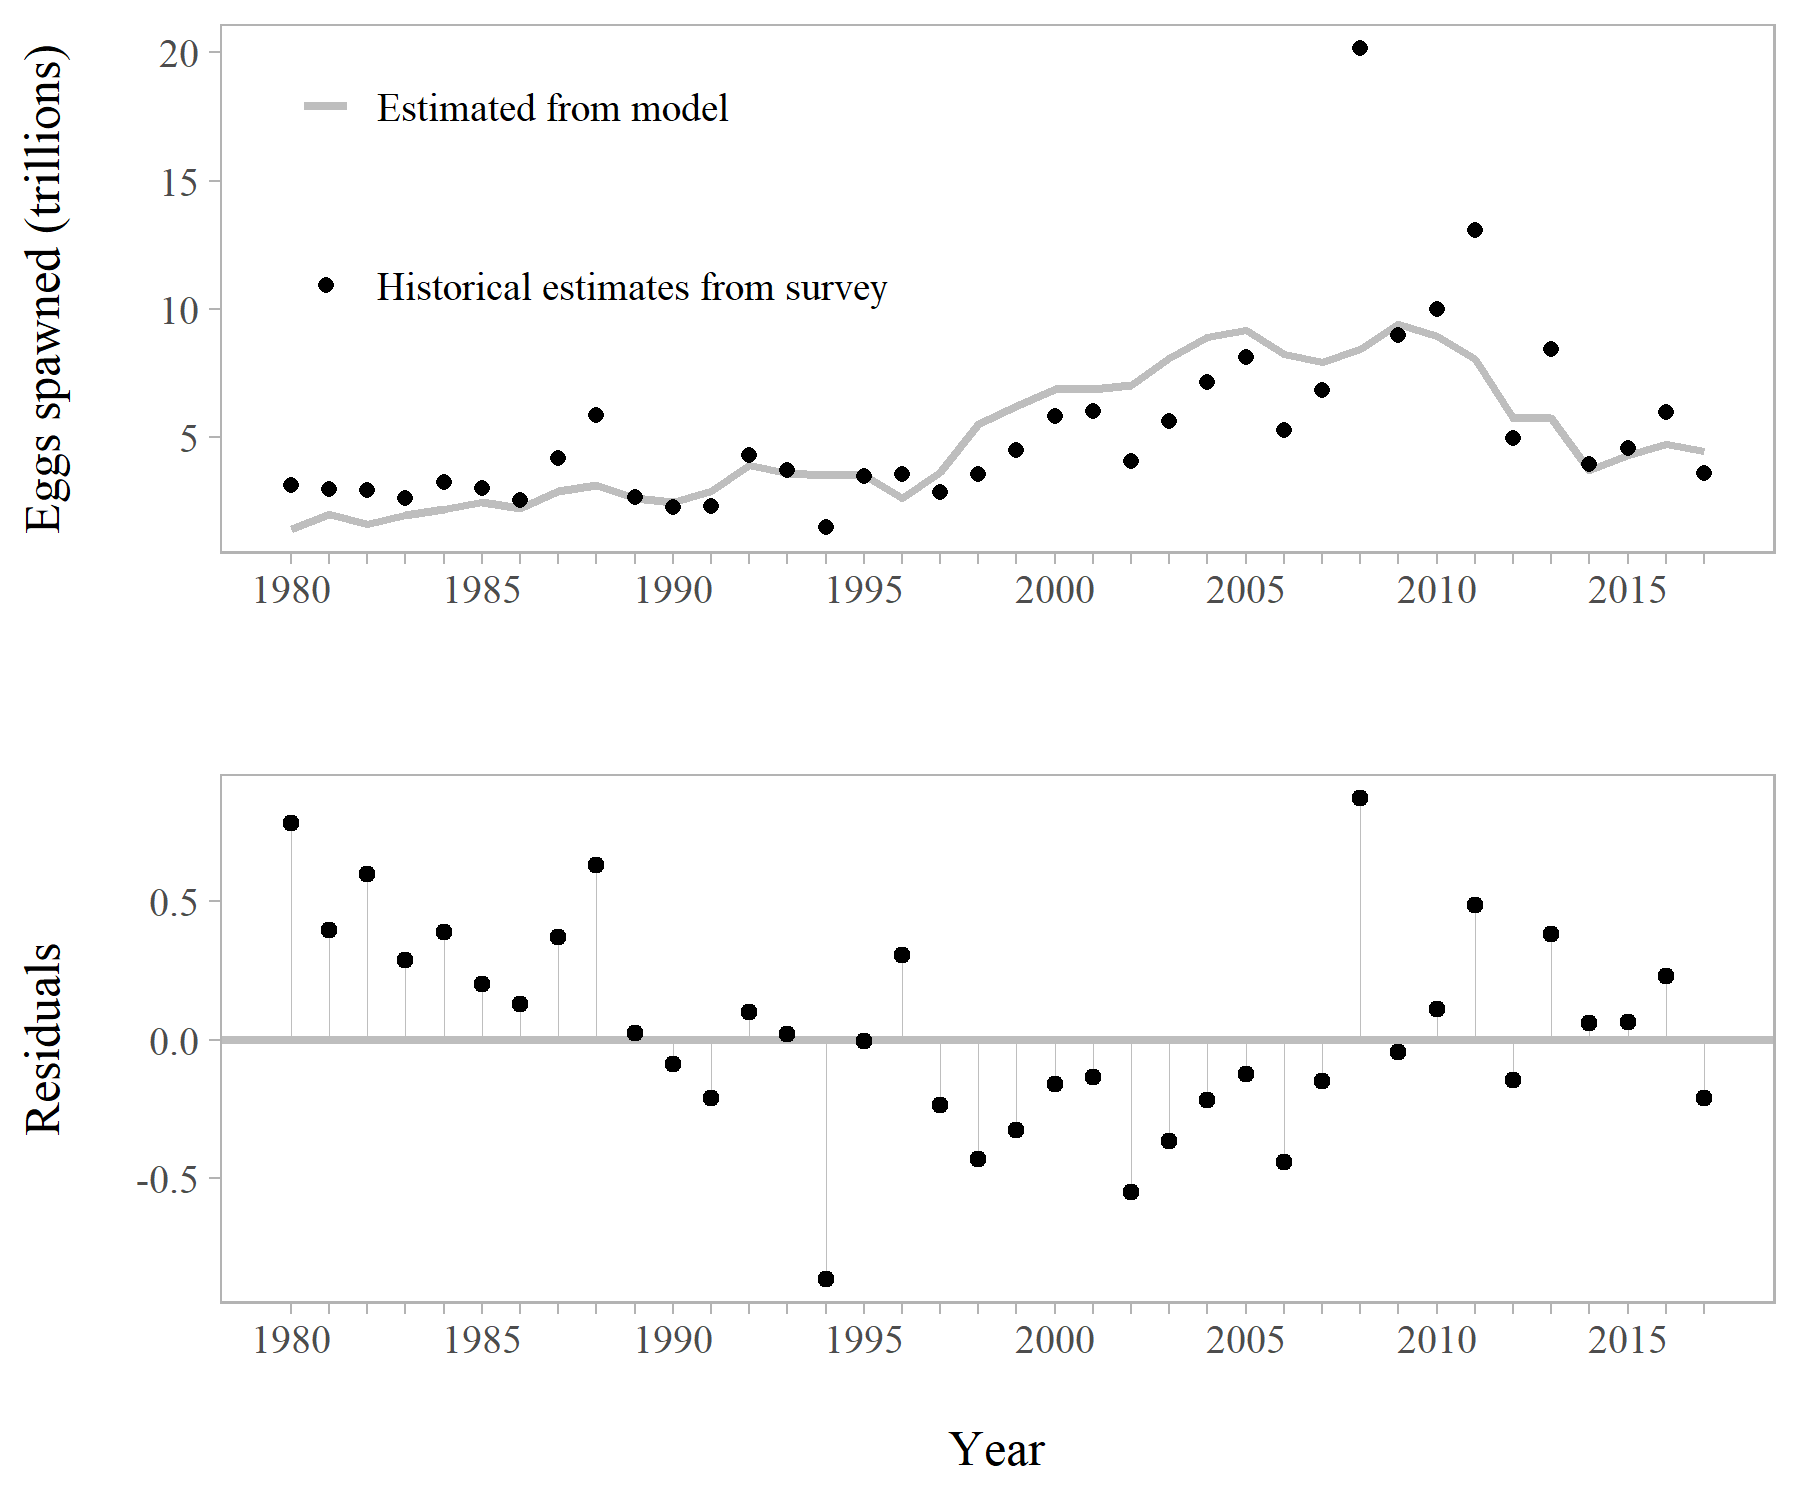 Eggs spawned (trillions)
20
15
10
5
Estimated from model
Historical estimates from survey
1980 1985 1990 1995 2000 2005 2010 2015
Residuals
0.5
0.0
-0.5
1980 1985 1990 1995 2000 2005 2010 2015
Year